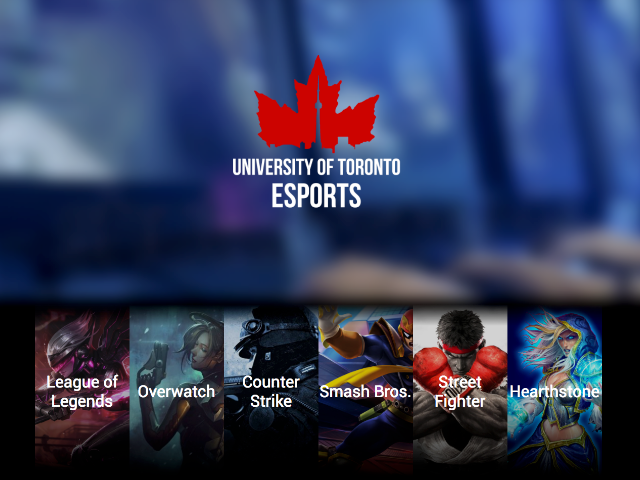 UNIVERSITY OF TORONTO
ESPORTS
League of
Legends
Overwatch
Counter
Strike
Smash Bros.
Street
Fighter
Hearthstone